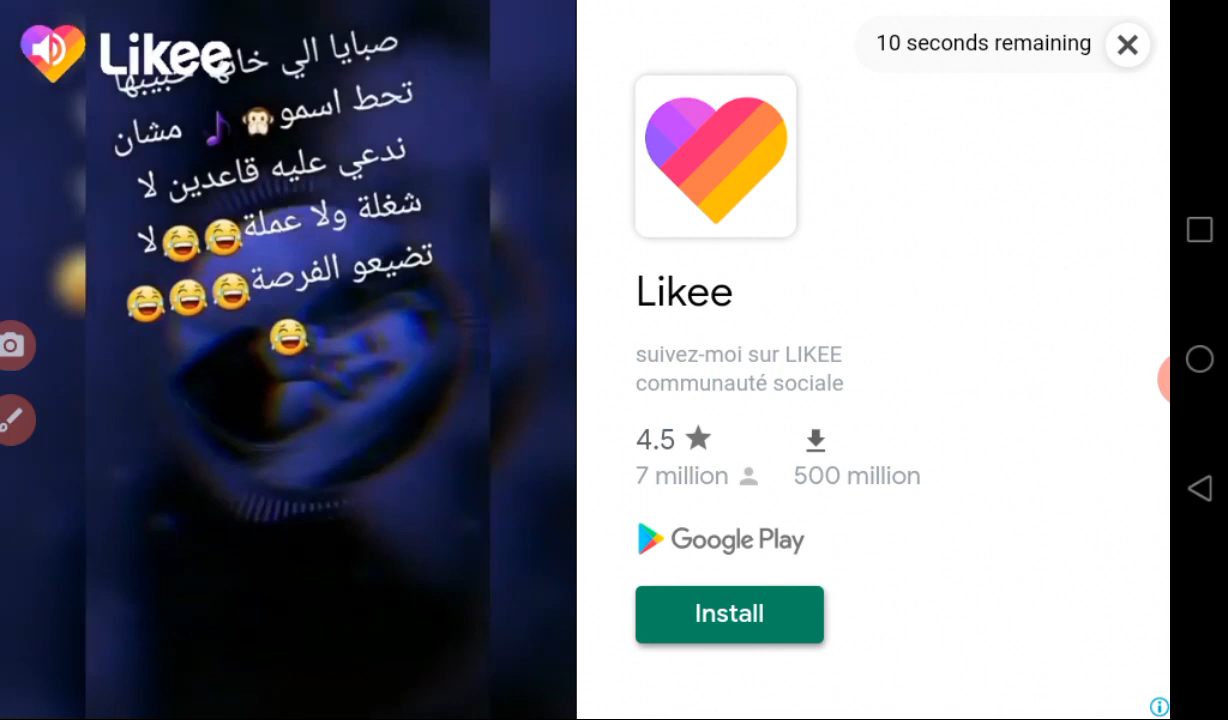 Likee
صبايا الي خانها حبيبها
تحط اسمو🙊🎵 مشان
ندعي عليه قاعدين لا
شغلة ولا عملة😂😂لا
تضيعو الفرصة😂😂😂
😂
10 seconds remaining
Likee
suivez-moi sur LIKEE
communauté sociale
4.5
7 million
500 million
Google Play
Install